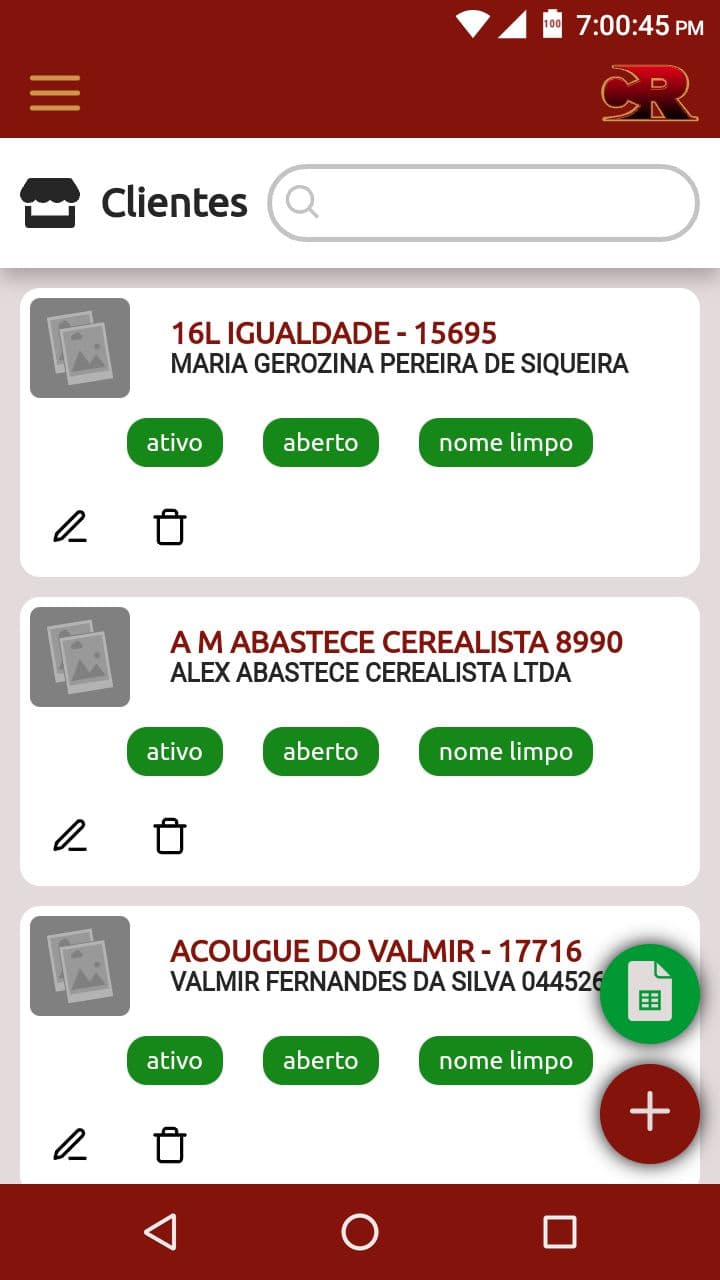 100 7:00:45 PM
CR
Clientes
16L IGUALDADE - 15695
MARIA GEROZINA PEREIRA DE SIQUEIRA
ativo aberto nome limpo
A M ABASTECE CEREALISTA 8990
ALEX ABASTECE CEREALISTA LTDA
ativo aberto nome limpo
ACOUGUE DO VALMIR - 17716
VALMIR FERNANDES DA SILVA 044526
ativo aberto nome limpo